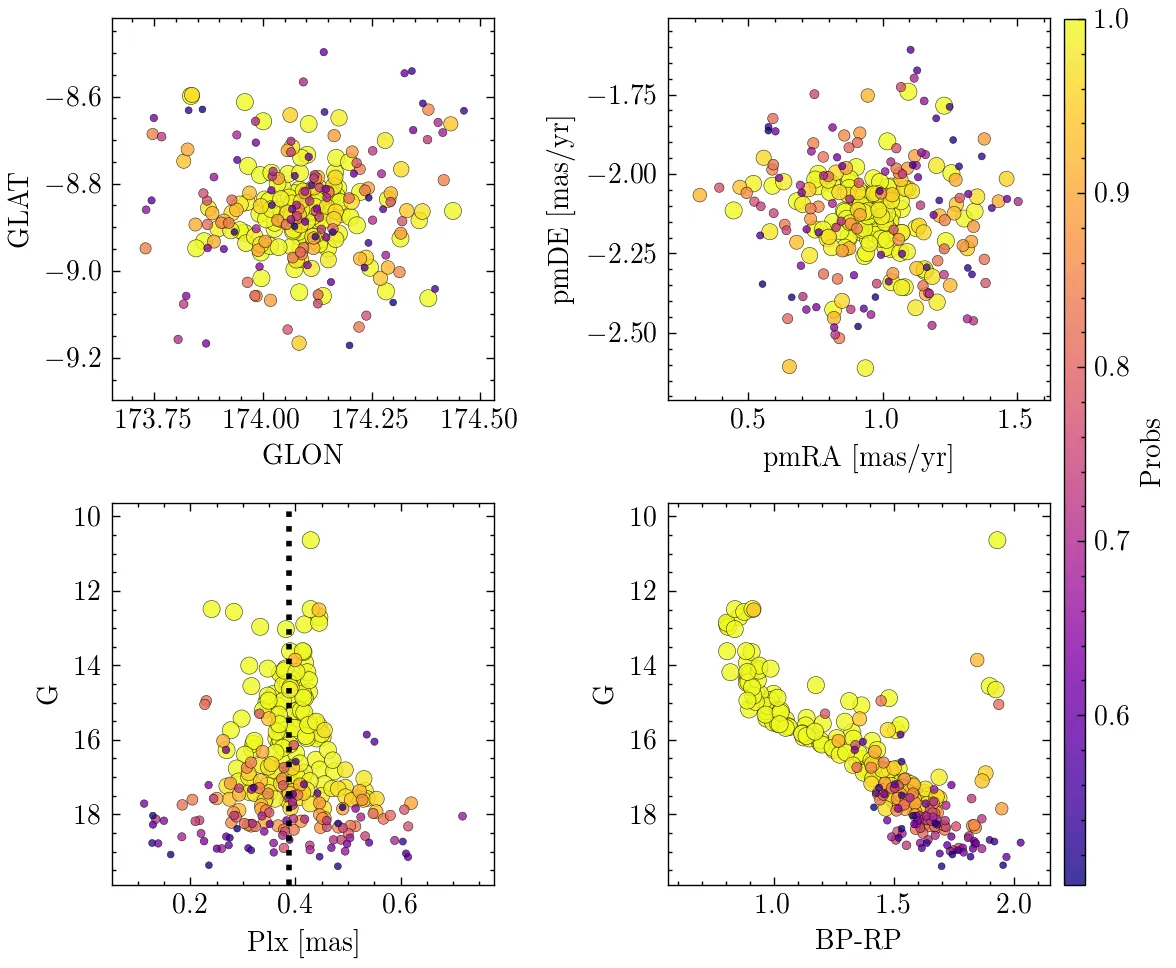 −8.6
−8.8
−9.0
−9.2
GLAT
173.75 174.00 174.25 174.50
GLON
−1.75
−2.00
−2.25
−2.50
pmDE [mas/yr]
0.5 1.0 1.5
pmRA [mas/yr]
10
12
14
16
18
G
0.2 0.4 0.6
Plx [mas]
10
12
14
16
18
G
1.0 1.5 2.0
BP-RP
1.0
0.9
0.8
0.7
0.6
Probs